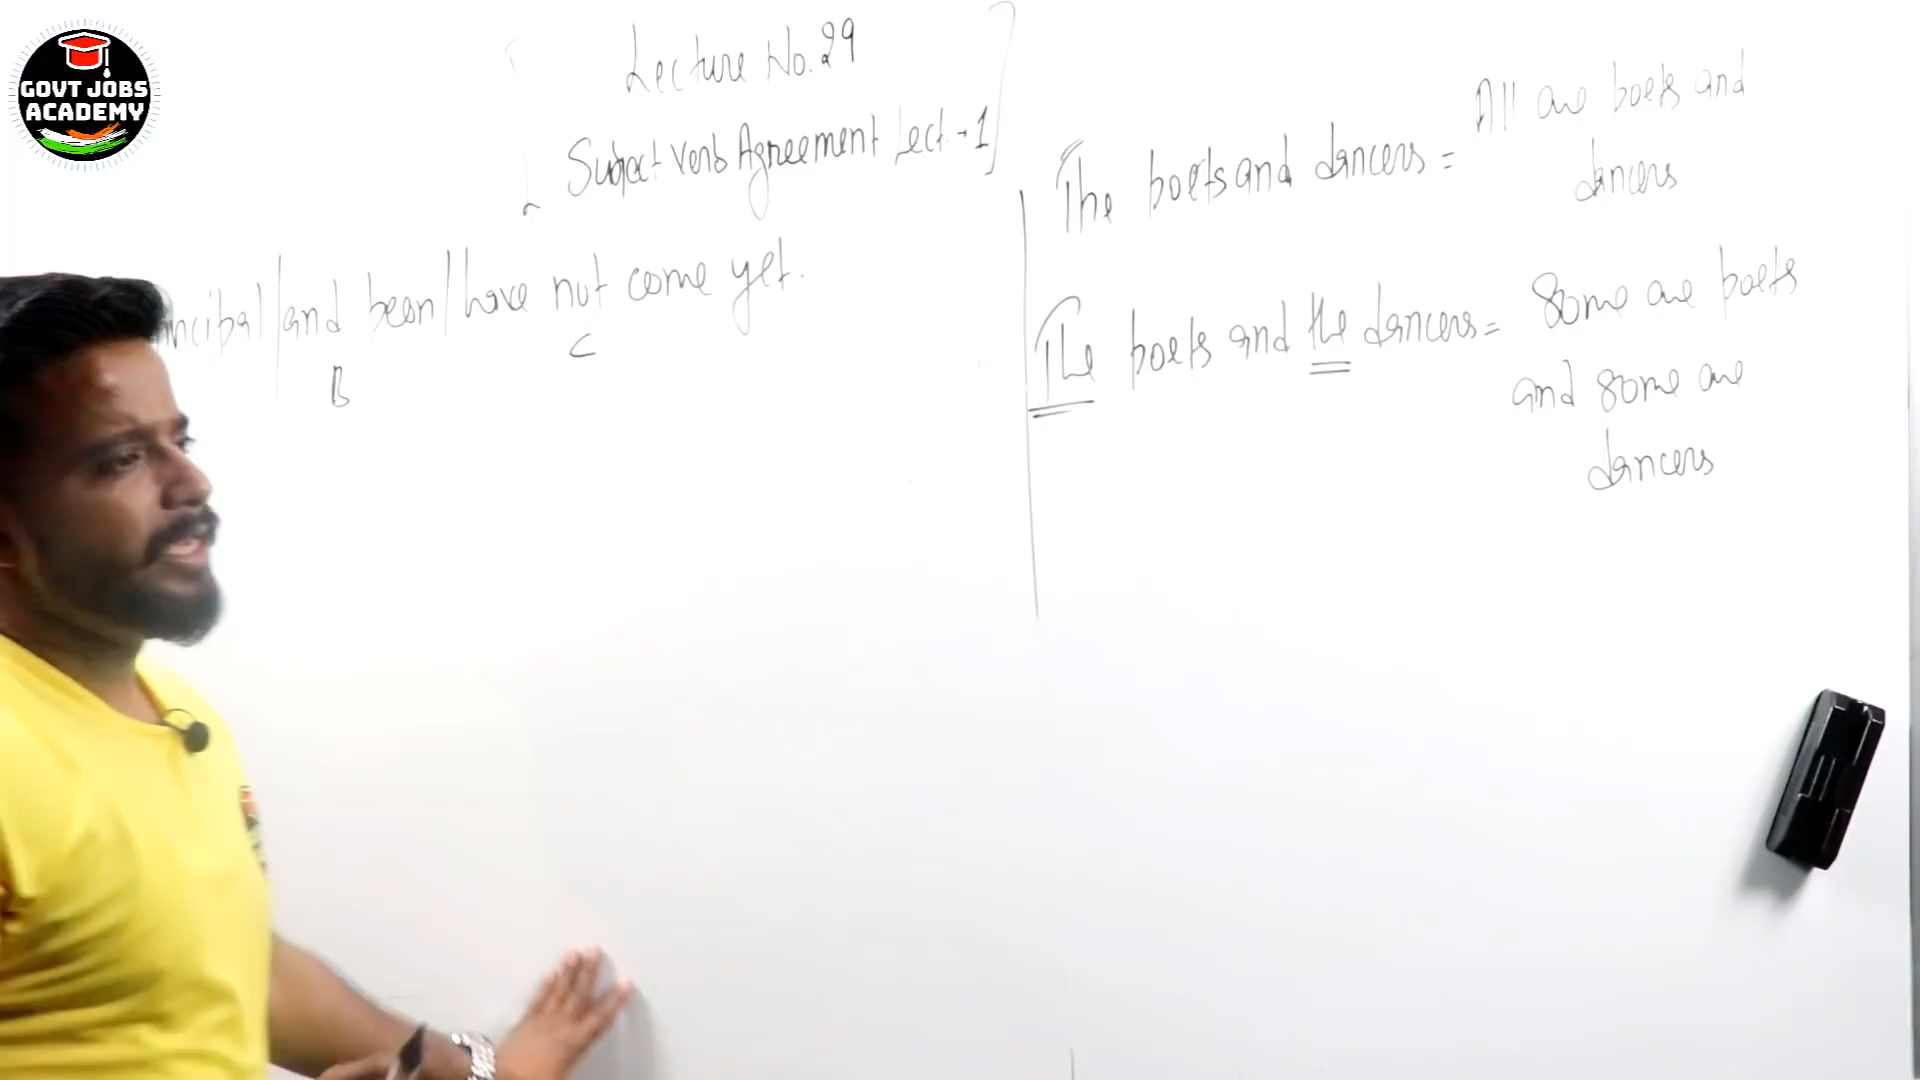 GOVT JOBS
ACADEMY
Lecture No. 29
Subject Verb Agreement Lect. - 1
ncipal / and bean / have not come yet.
B
C
The poets and dancers =
All are poets and
dancers
The poets and the dancers =
Some are poets
and some are
dancers